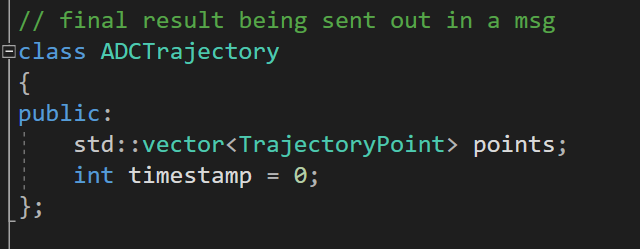 // final result being sent out in a msg
class ADCTrajectory
{
public:
    std::vector<TrajectoryPoint> points;
    int timestamp = 0;
};